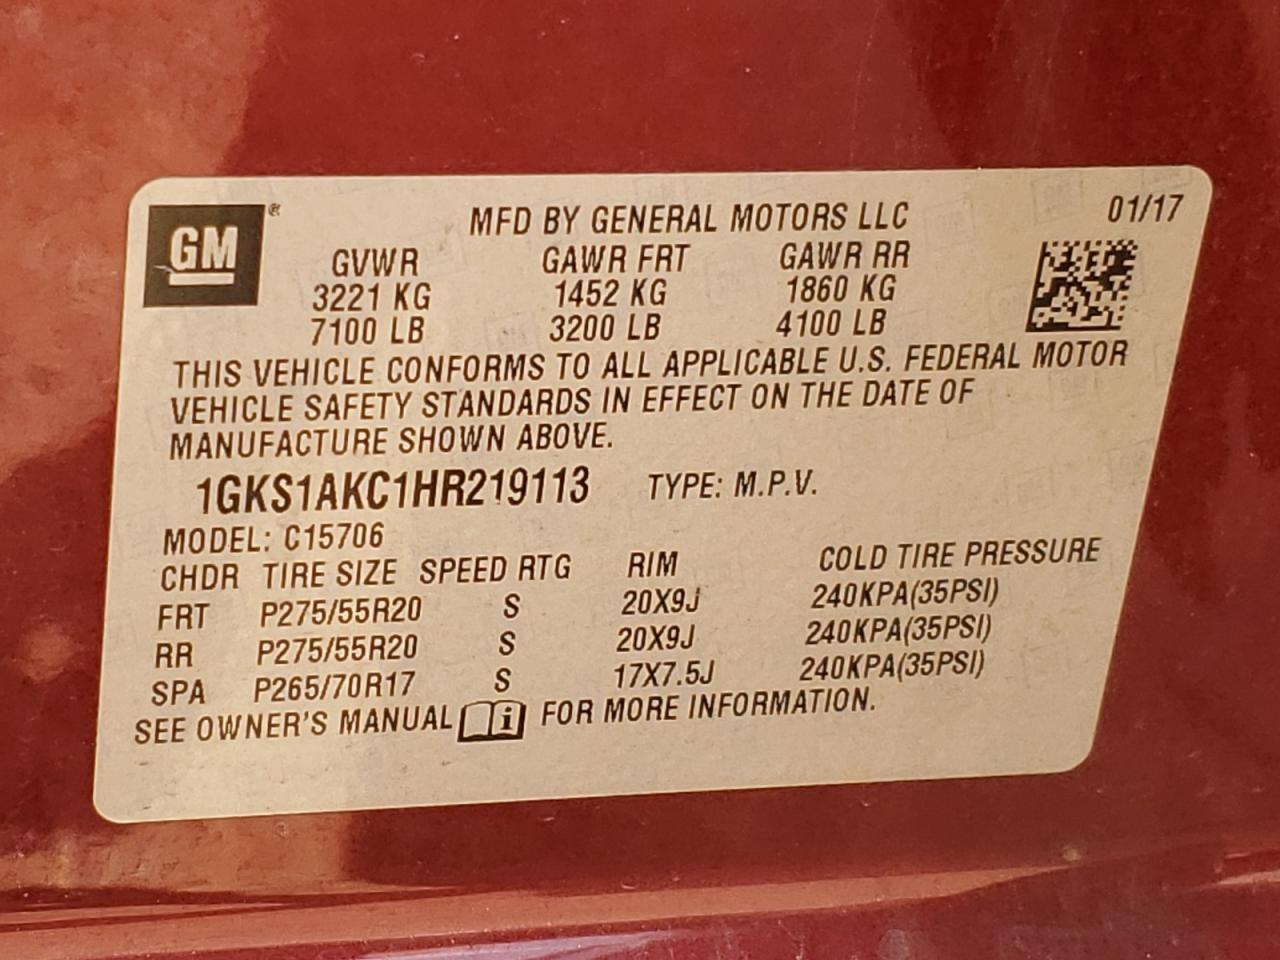 GM®
MFD BY GENERAL MOTORS LLC 01/17
GVWR GAWR FRT GAWR RR
3221 KG 1452 KG 1860 KG
7100 LB 3200 LB 4100 LB
THIS VEHICLE CONFORMS TO ALL APPLICABLE U.S. FEDERAL MOTOR
VEHICLE SAFETY STANDARDS IN EFFECT ON THE DATE OF
MANUFACTURE SHOWN ABOVE.
1GKS1AKC1HR219113 TYPE: M.P.V.
MODEL: C15706
CHDR TIRE SIZE SPEED RTG RIM COLD TIRE PRESSURE
FRT P275/55R20 S 20X9J 240KPA(35PSI)
RR P275/55R20 S 20X9J 240KPA(35PSI)
SPA P265/70R17 S 17X7.5J 240KPA(35PSI)
SEE OWNER'S MANUAL i FOR MORE INFORMATION.